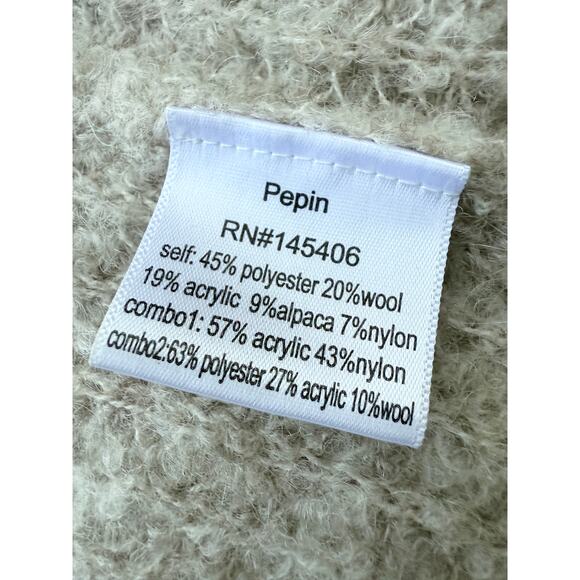 Pepin
RN#145406
self: 45% polyester 20%wool
19% acrylic 9%alpaca 7%nylon
combo1: 57% acrylic 43%nylon
combo2:63% polyester 27% acrylic 10%wool